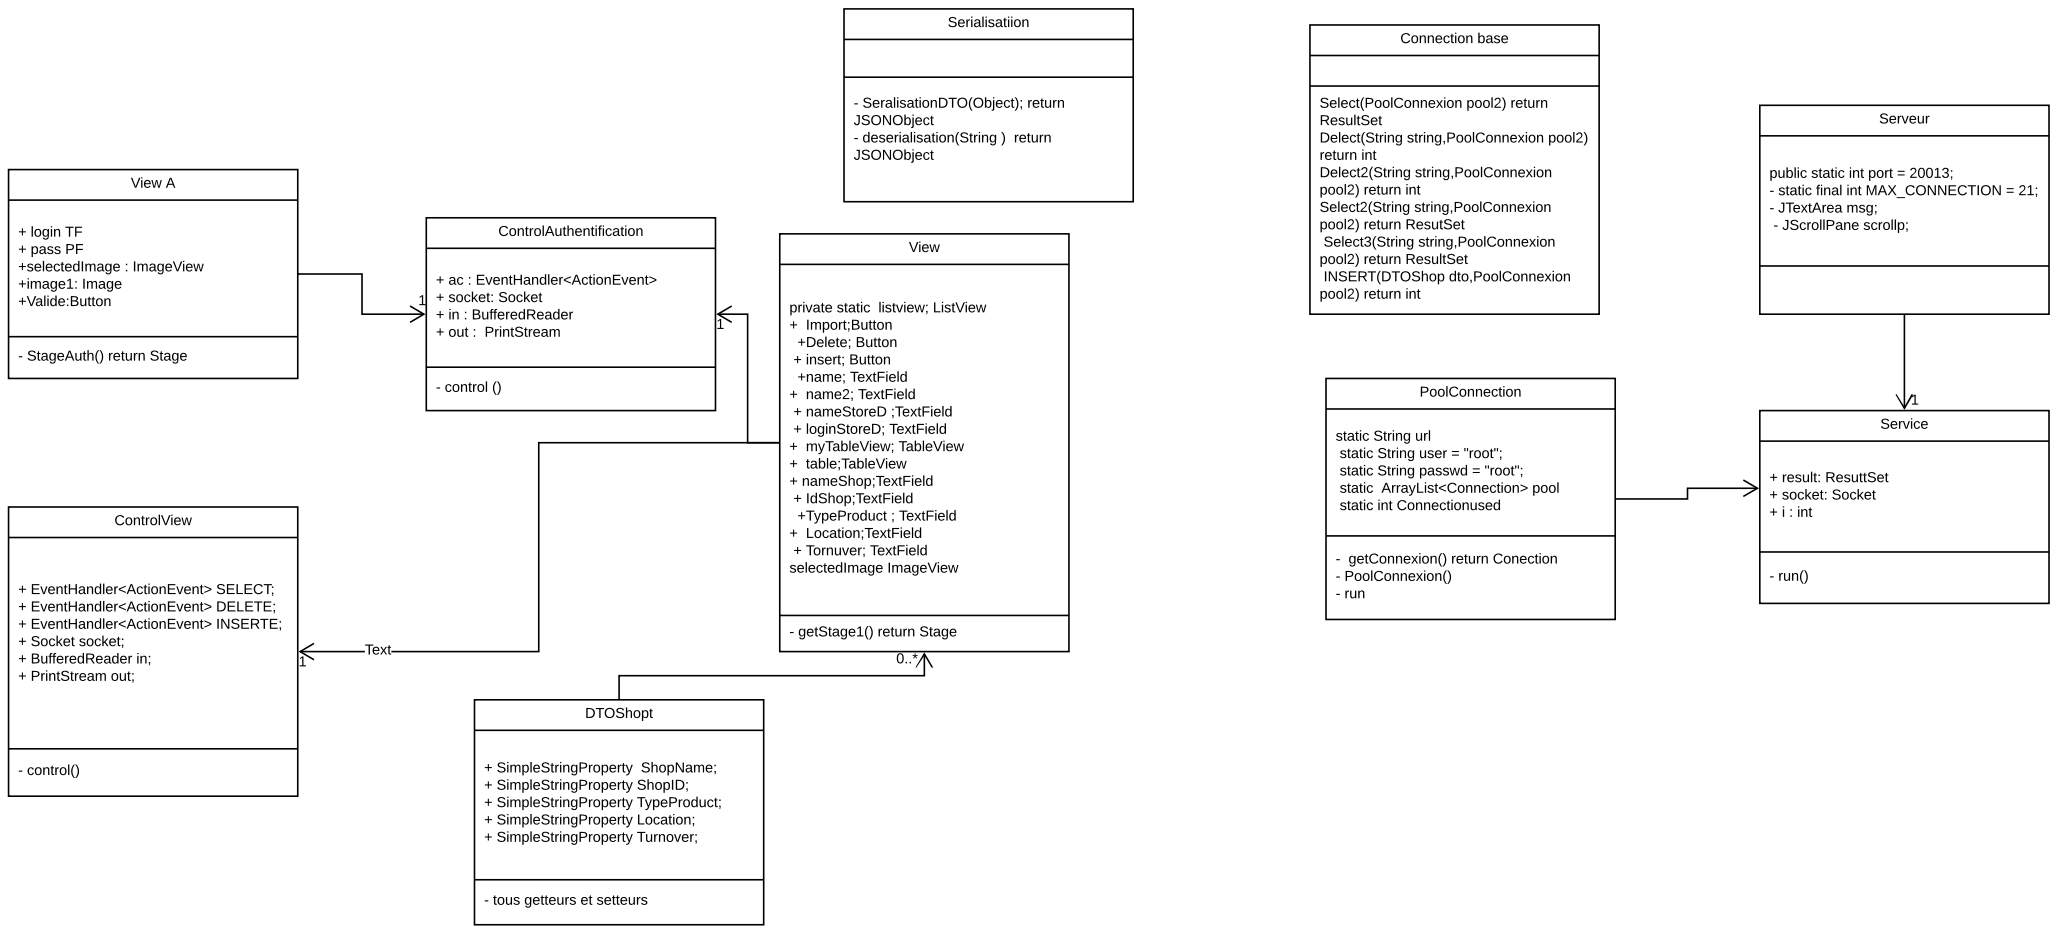 Serialisatiion
- SeralisationDTO(Object); return
JSONObject
- deserialisation(String )  return
JSONObject
Connection base
Select(PoolConnexion pool2) return
ResultSet
Delect(String string,PoolConnexion pool2)
return int
Delect2(String string,PoolConnexion
pool2) return int
Select2(String string,PoolConnexion
pool2) return ResutSet
Select3(String string,PoolConnexion
pool2) return ResultSet
INSERT(DTOShop dto,PoolConnexion
pool2) return int
Serveur
public static int port = 20013;
- static final int MAX_CONNECTION = 21;
- JTextArea msg;
- JScrollPane scrollp;
View A
+ login TF
+ pass PF
+selectedImage : ImageView
+image1: Image
+Valide:Button
- StageAuth() return Stage
1
ControlAuthentification
+ ac : EventHandler<ActionEvent>
+ socket: Socket
+ in : BufferedReader
+ out :  PrintStream
- control ()
1
View
private static  listview; ListView
+  Import;Button
+Delete; Button
+ insert; Button
+name; TextField
+  name2; TextField
+ nameStoreD ;TextField
+ loginStoreD; TextField
+  myTableView; TableView
+  table;TableView
+ nameShop;TextField
+ IdShop;TextField
+TypeProduct ; TextField
+  Location;TextField
+ Tornuver; TextField
selectedImage ImageView
- getStage1() return Stage
0..*
PoolConnection
static String url
static String user = "root";
static String passwd = "root";
static  ArrayList<Connection> pool
static int Connectionused
-  getConnexion() return Conection
- PoolConnexion()
- run
1
Service
+ result: ResuttSet
+ socket: Socket
+ i : int
- run()
ControlView
+ EventHandler<ActionEvent> SELECT;
+ EventHandler<ActionEvent> DELETE;
+ EventHandler<ActionEvent> INSERTE;
+ Socket socket;
+ BufferedReader in;
+ PrintStream out;
- control()
1
Text
DTOShopt
+ SimpleStringProperty  ShopName;
+ SimpleStringProperty ShopID;
+ SimpleStringProperty TypeProduct;
+ SimpleStringProperty Location;
+ SimpleStringProperty Turnover;
- tous getteurs et setteurs